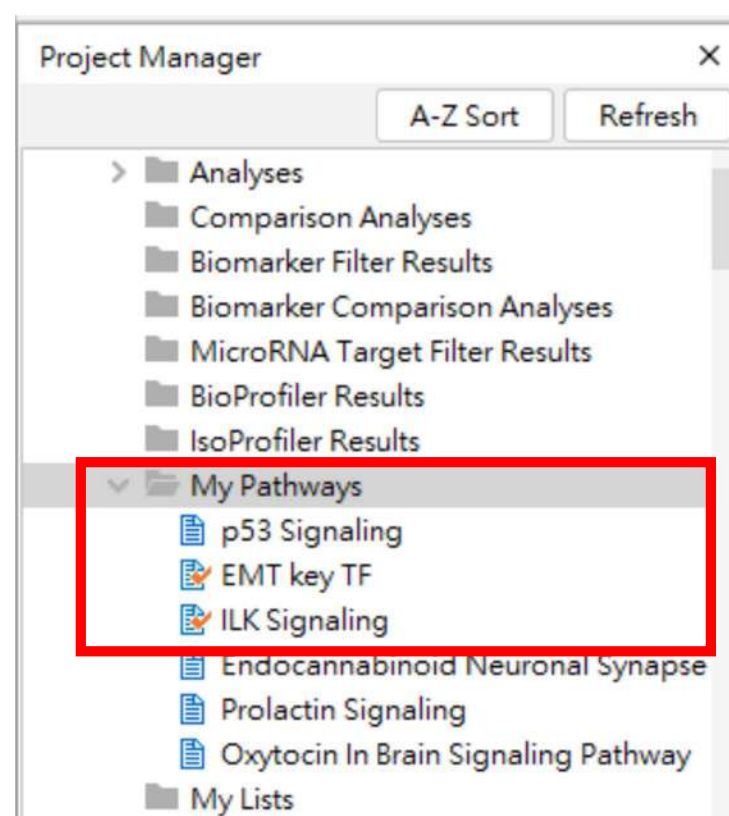 Project Manager
A-Z Sort Refresh
Analyses
Comparison Analyses
Biomarker Filter Results
Biomarker Comparison Analyses
MicroRNA Target Filter Results
BioProfiler Results
IsoProfiler Results
My Pathways
p53 Signaling
EMT key TF
ILK Signaling
Endocannabinoid Neuronal Synapse
Prolactin Signaling
Oxytocin In Brain Signaling Pathway
My Lists